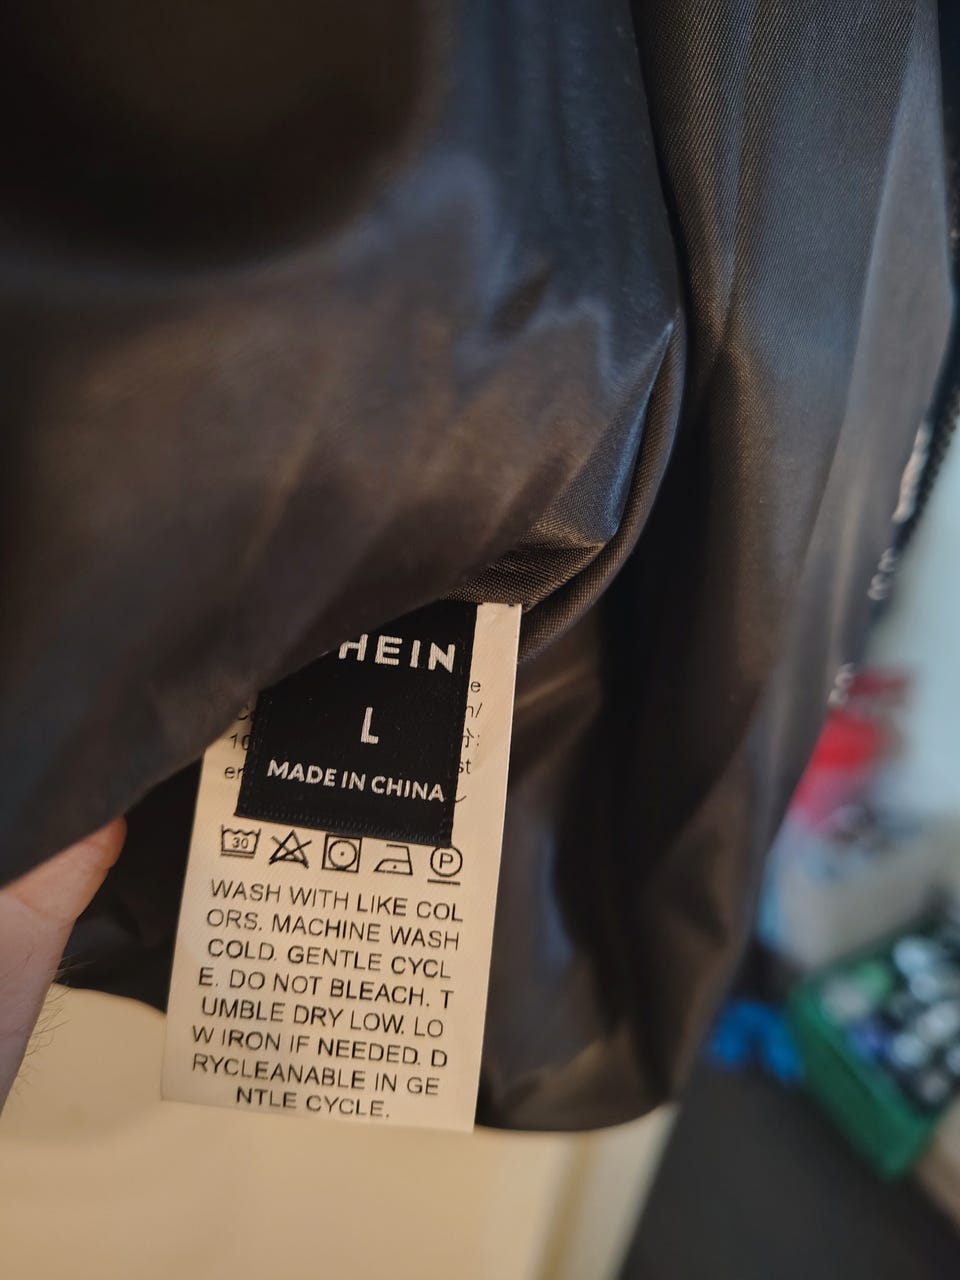 HEIN
L
MADE IN CHINA
30
P
WASH WITH LIKE COL
ORS. MACHINE WASH
COLD. GENTLE CYCL
E. DO NOT BLEACH. T
UMBLE DRY LOW. LO
W IRON IF NEEDED. D
RYCLEANABLE IN GE
NTLE CYCLE.